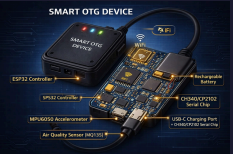 SMART OTG DEVICE
SMART OTG
DEVICE
WiFi
ESP32 Controller
SPS32 Controller
MPU6050 Accelerometer
Air Quality Sensor (MQ135)
Rechargeable
Battery
CH340/CP2102
Serial Chip
USB-C Charging Port
CH340/CP2102 Serial Chip